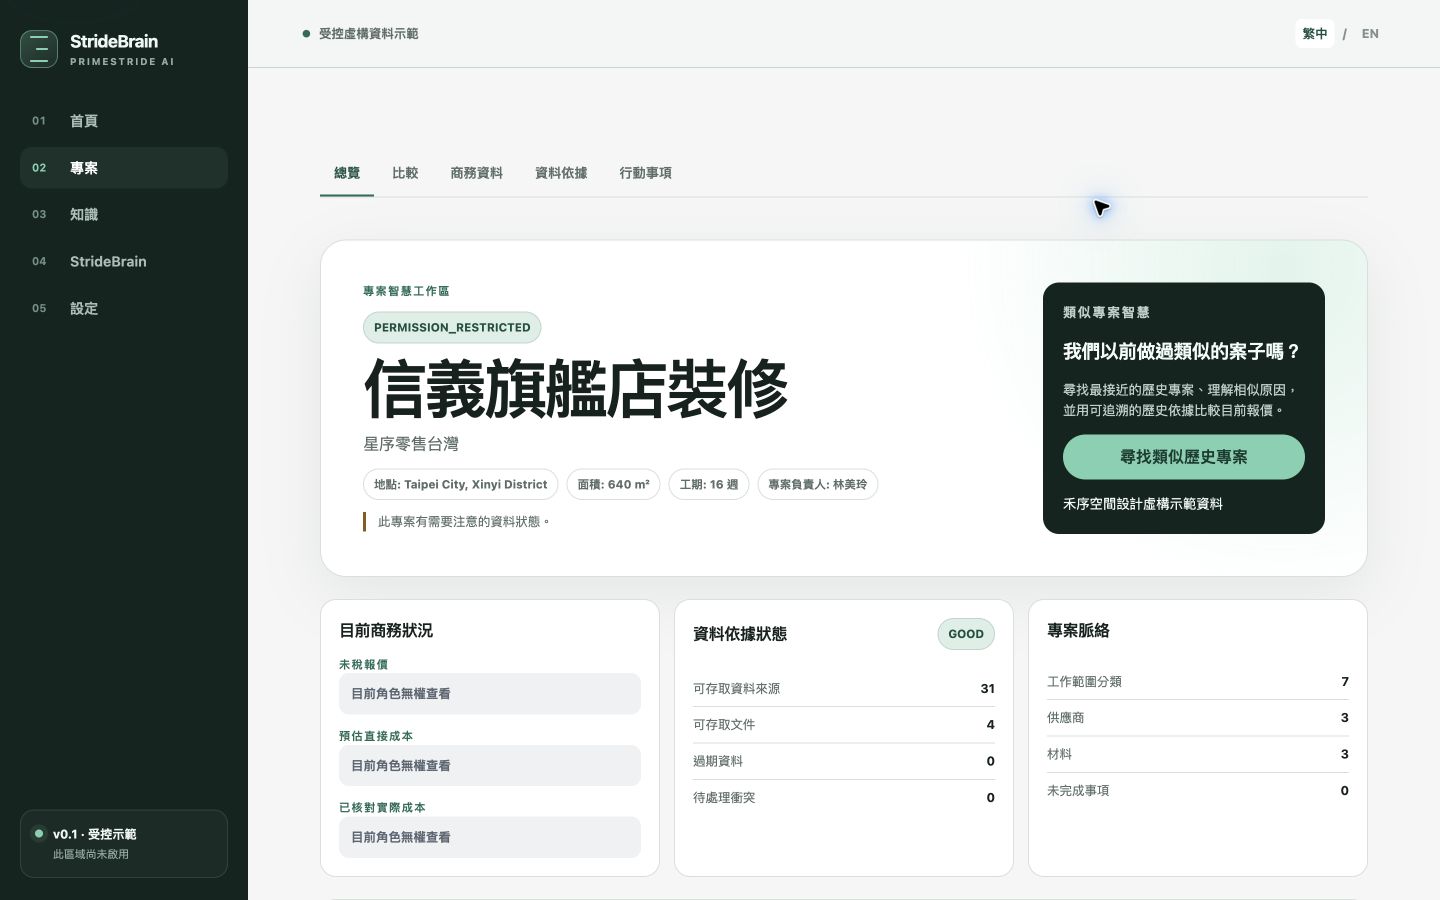 StrideBrain
PRIMESTRIDE AI
01 首頁
02 專案
03 知識
04 StrideBrain
05 設定
v0.1 · 受控示範
此區域尚未啟用
受控虛構資料示範
繁中 / EN
總覽 比較 商務資料 資料依據 行動事項
專案智慧工作區
PERMISSION_RESTRICTED
信義旗艦店裝修
星序零售台灣
地點: Taipei City, Xinyi District 面積: 640 m² 工期: 16 週 專案負責人: 林美玲
此專案有需要注意的資料狀態。
類似專案智慧
我們以前做過類似的案子嗎？
尋找最接近的歷史專案、理解相似原因，
並用可追溯的歷史依據比較目前報價。
尋找類似歷史專案
禾序空間設計虛構示範資料
目前商務狀況
未稅報價
目前角色無權查看
預估直接成本
目前角色無權查看
已核對實際成本
目前角色無權查看
資料依據狀態 GOOD
可存取資料來源 31
可存取文件 4
過期資料 0
待處理衝突 0
專案脈絡
工作範圍分類 7
供應商 3
材料 3
未完成事項 0